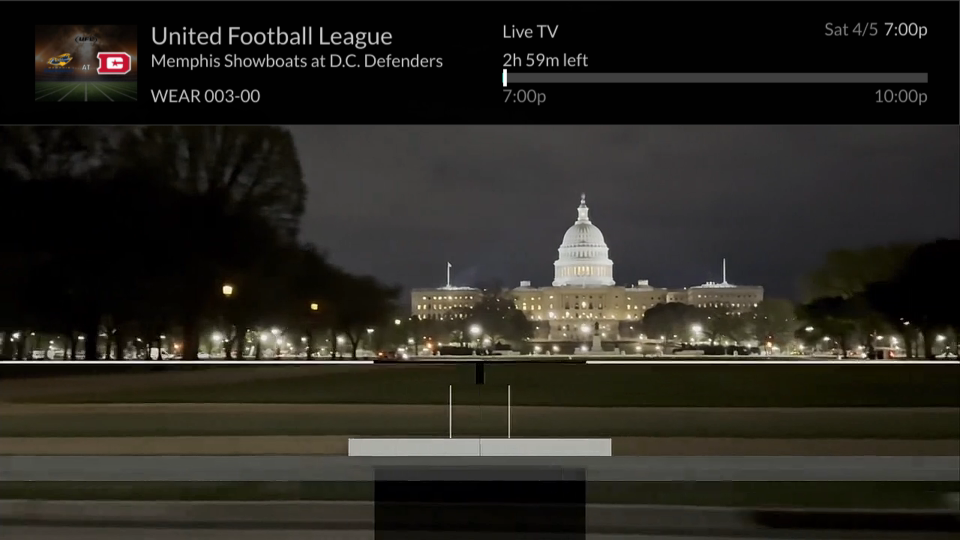 United Football League
Memphis Showboats at D.C. Defenders
WEAR 003-00
Live TV
2h 59m left
7:00p
10:00p
Sat 4/5 7:00p
AT